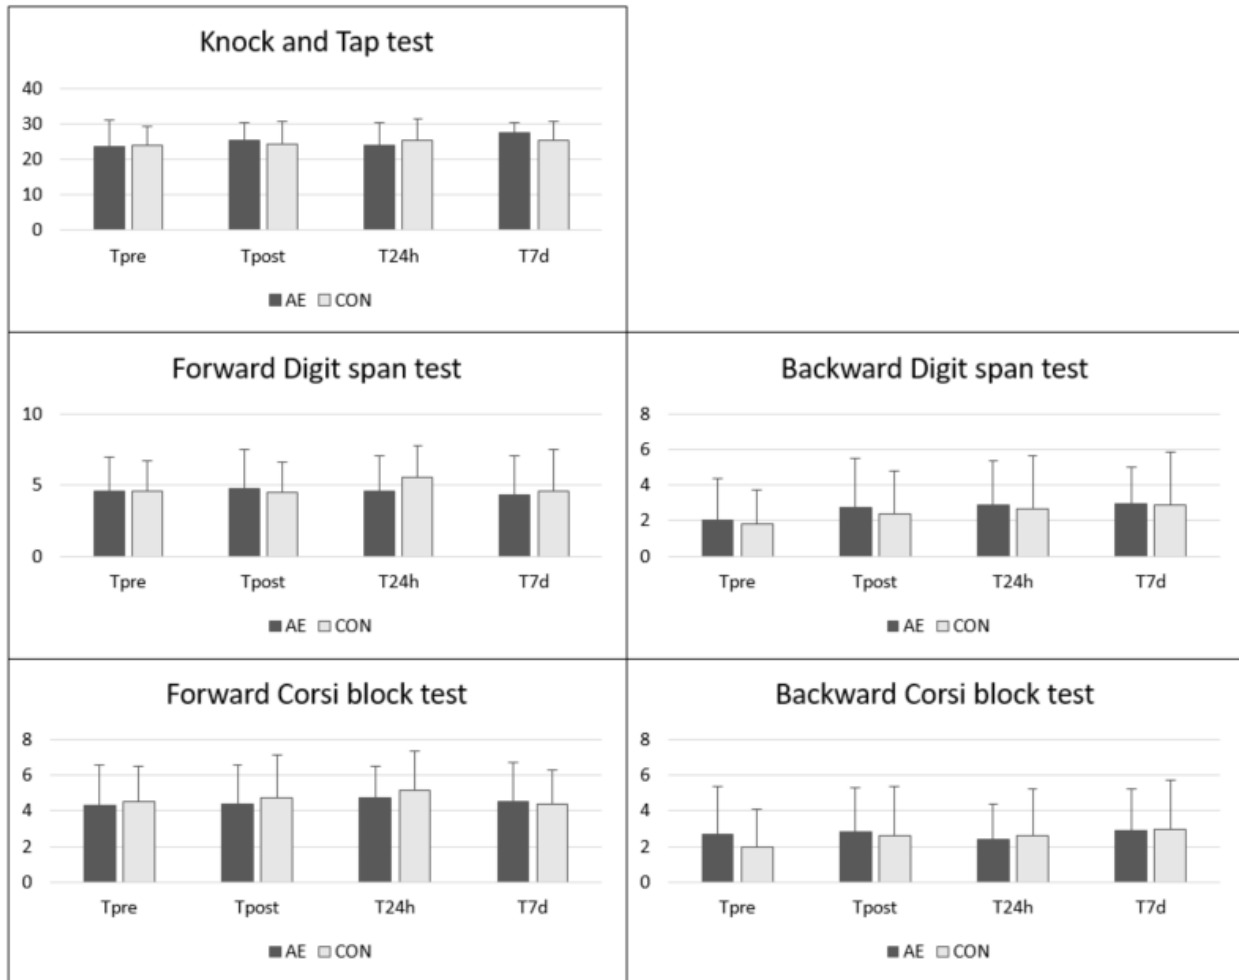 Knock and Tap test
40
30
20
10
0
Tpre Tpost T24h T7d
AE CON
Forward Digit span test
10
5
0
Tpre Tpost T24h T7d
AE CON
Backward Digit span test
8
6
4
2
0
Tpre Tpost T24h T7d
AE CON
Forward Corsi block test
8
6
4
2
0
Tpre Tpost T24h T7d
AE CON
Backward Corsi block test
8
6
4
2
0
Tpre Tpost T24h T7d
AE CON